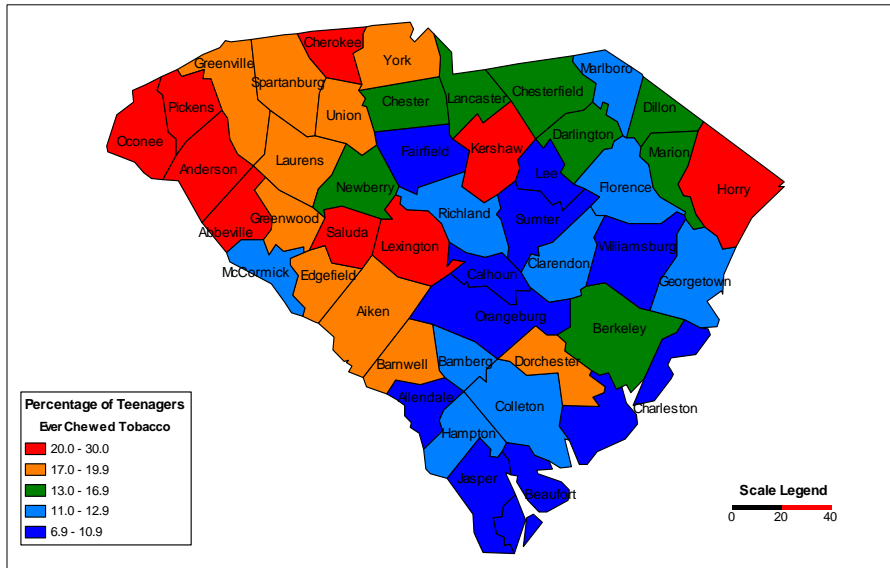 Cherokee
Greenville
York
Spartanburg
Marlboro
Pickens
Union
Chester
Lancaster
Chesterfield
Dillon
Oconee
Darlington
Anderson
Laurens
Fairfield
Kershaw
Marion
Lee
Newberry
Florence
Horry
Abbeville
Greenwood
Richland
Sumter
Saluda
Lexington
Williamsburg
McCormick
Edgefield
Calhoun
Clarendon
Georgetown
Aiken
Orangeburg
Berkeley
Barnwell
Bamberg
Dorchester
Allendale
Colleton
Charleston
Hampton
Jasper
Beaufort
Percentage of Teenagers
Ever Chewed Tobacco
20.0 - 30.0
17.0 - 19.9
13.0 - 16.9
11.0 - 12.9
6.9 - 10.9
Scale Legend
0 20 40